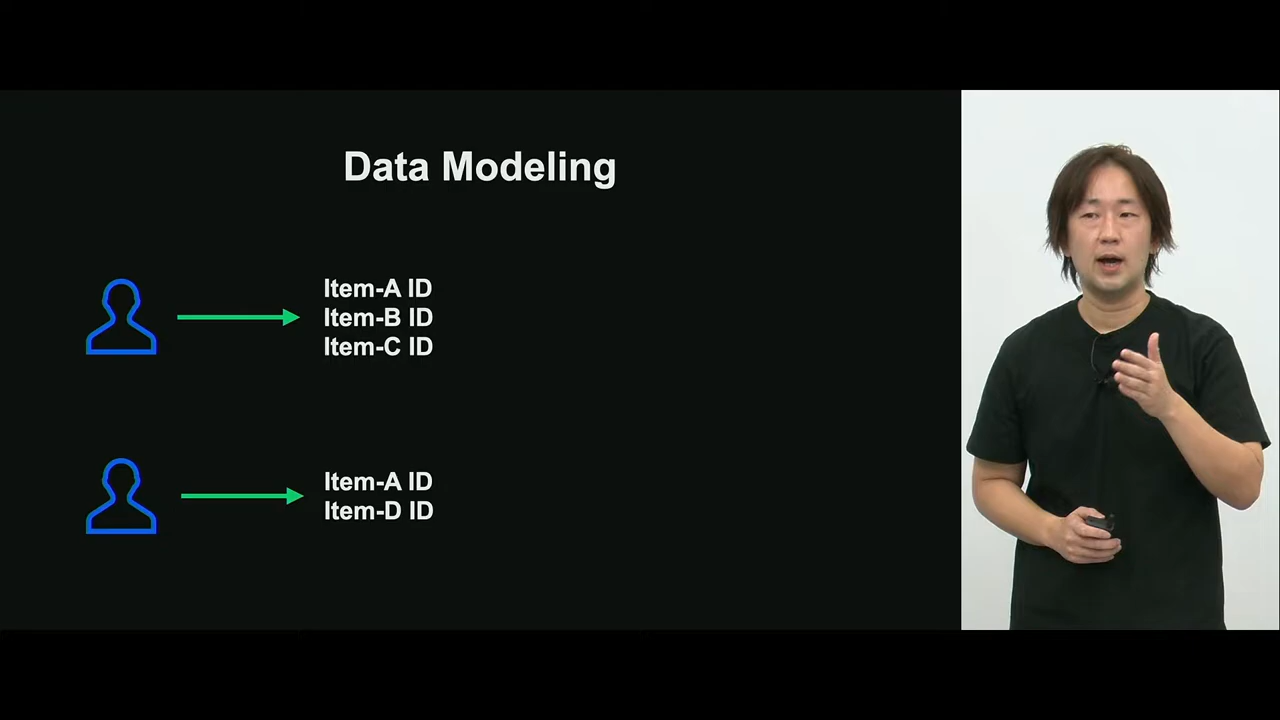 Data Modeling
Item-A ID
Item-B ID
Item-C ID
Item-A ID
Item-D ID